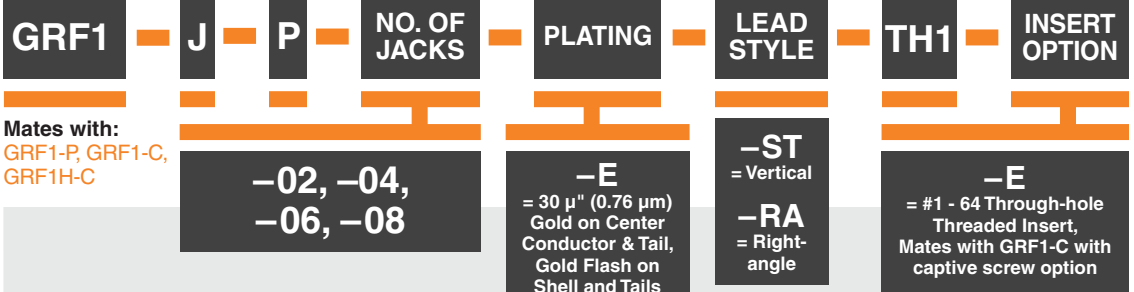 GRF1
J
P
NO. OF
JACKS
PLATING
LEAD
STYLE
TH1
INSERT
OPTION
Mates with:
GRF1-P, GRF1-C,
GRF1H-C
–02, –04,
–06, –08
–E
= 30 µ" (0.76 µm)
Gold on Center
Conductor & Tail,
Gold Flash on
Shell and Tails
–ST
= Vertical
–RA
= Right-
angle
–E
= #1 - 64 Through-hole
Threaded Insert,
Mates with GRF1-C with
captive screw option